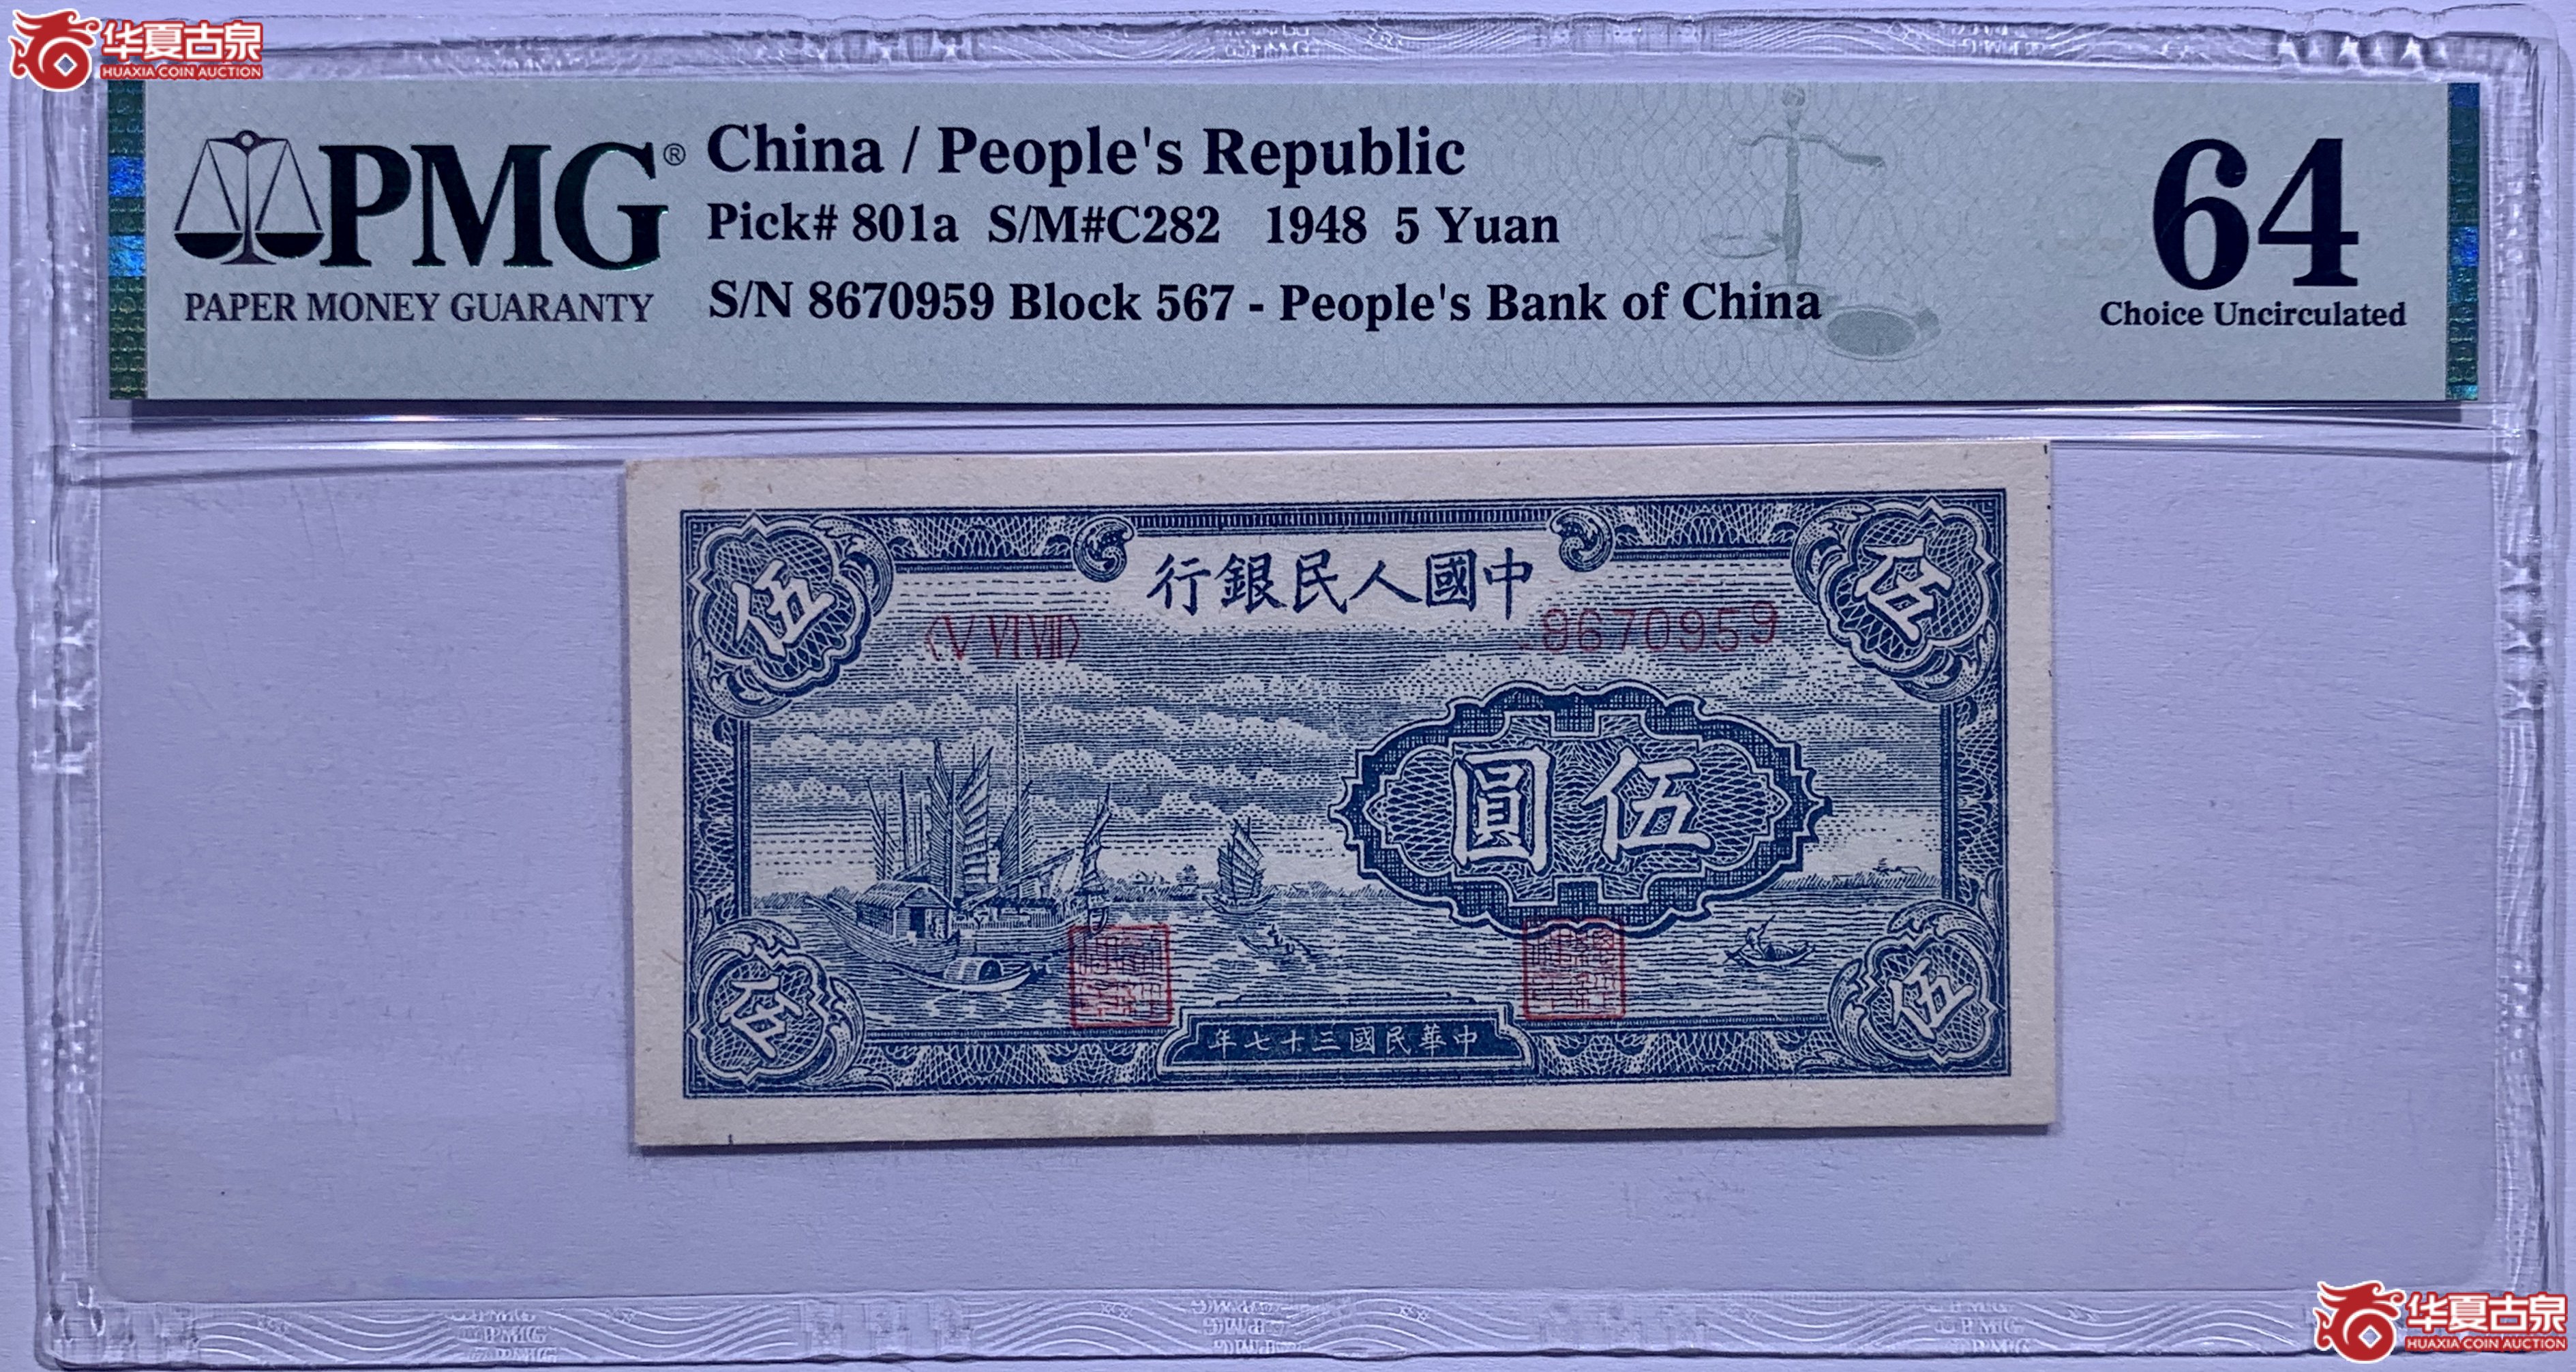 华夏古泉
HUAXIA COIN AUCTION
PMG®
PAPER MONEY GUARANTY
China / People's Republic
Pick# 801a S/M#C282 1948 5 Yuan
S/N 8670959 Block 567 - People's Bank of China
64
Choice Uncirculated
中國人民銀行
伍
伍
〈V VI VII〉
8670959
伍圓
伍
伍
中華民國三十七年
华夏古泉
HUAXIA COIN AUCTION